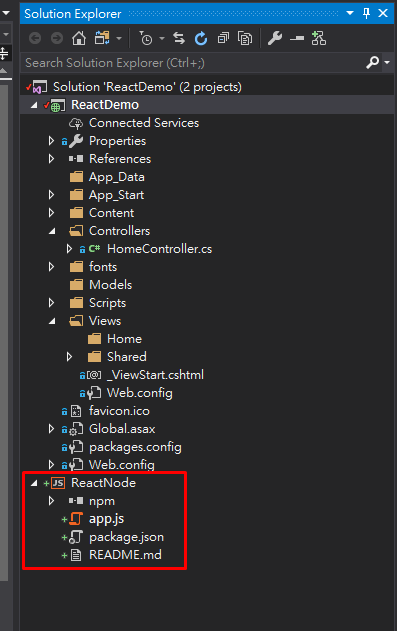 Solution Explorer
Search Solution Explorer (Ctrl+;)
Solution 'ReactDemo' (2 projects)
ReactDemo
Connected Services
Properties
References
App_Data
App_Start
Content
Controllers
C# HomeController.cs
fonts
Models
Scripts
Views
Home
Shared
[@] _ViewStart.cshtml
Web.config
favicon.ico
Global.asax
packages.config
Web.config
JS ReactNode
npm
app.js
package.json
README.md